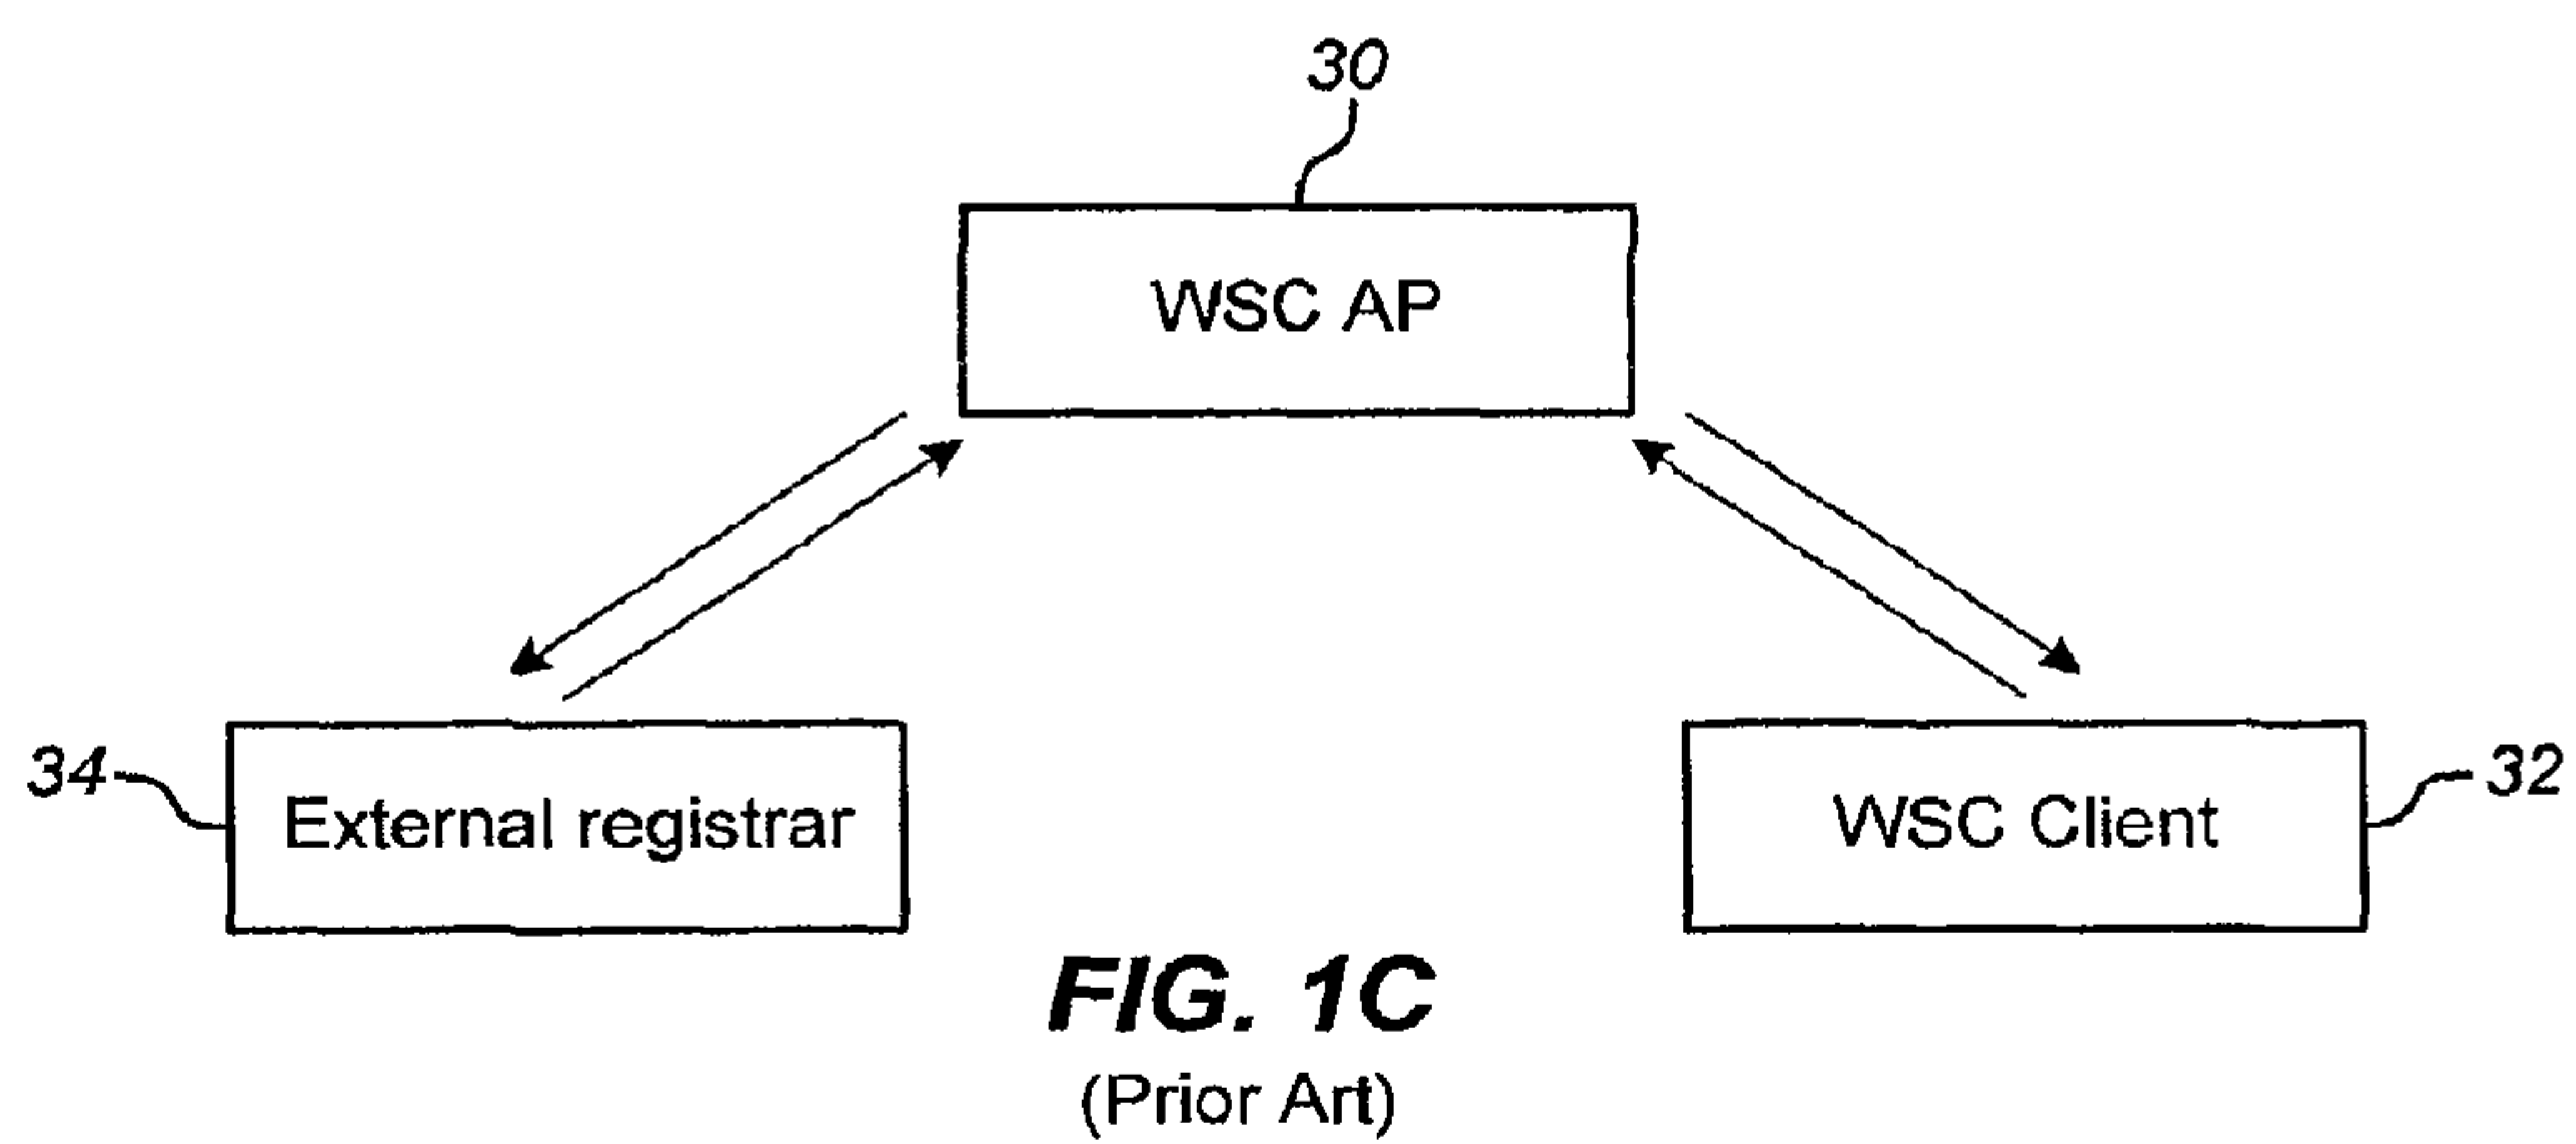 30
WSC AP
34
External registrar
WSC Client
32
FIG. 1C
(Prior Art)